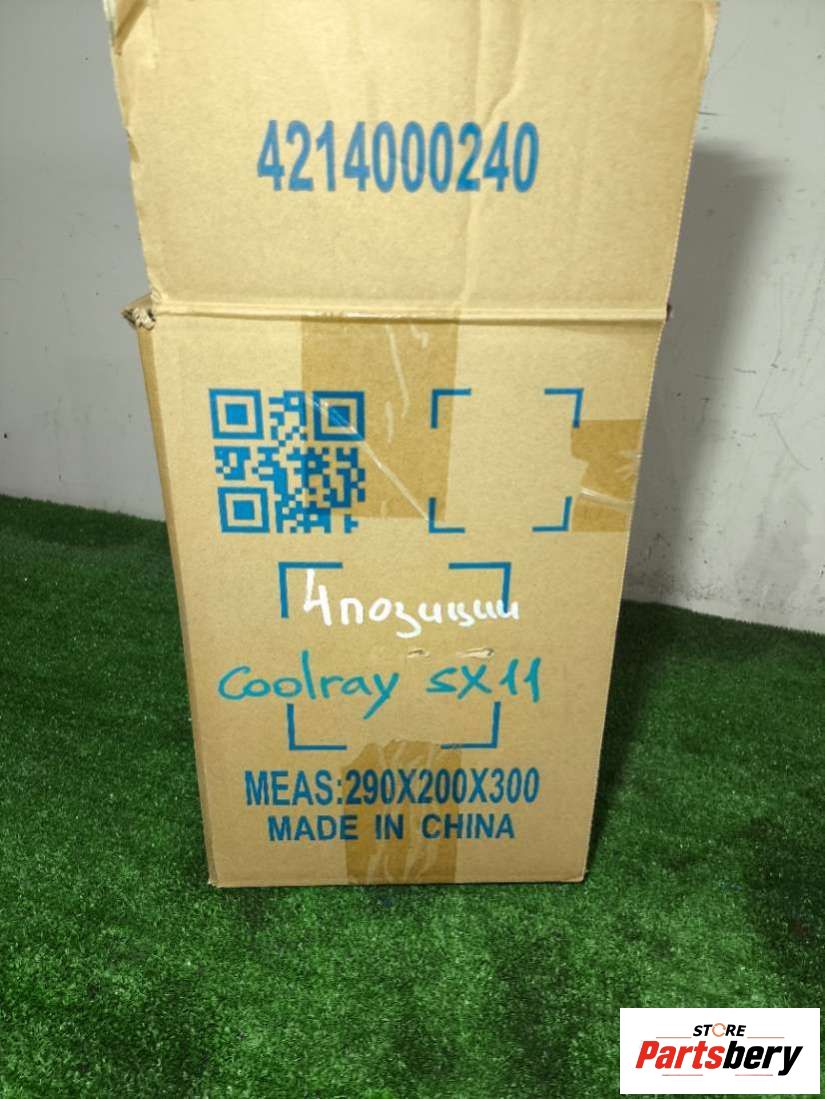 4214000240
4позиции
Coolray SX11
MEAS:290X200X300
MADE IN CHINA
STORE
Partsbery